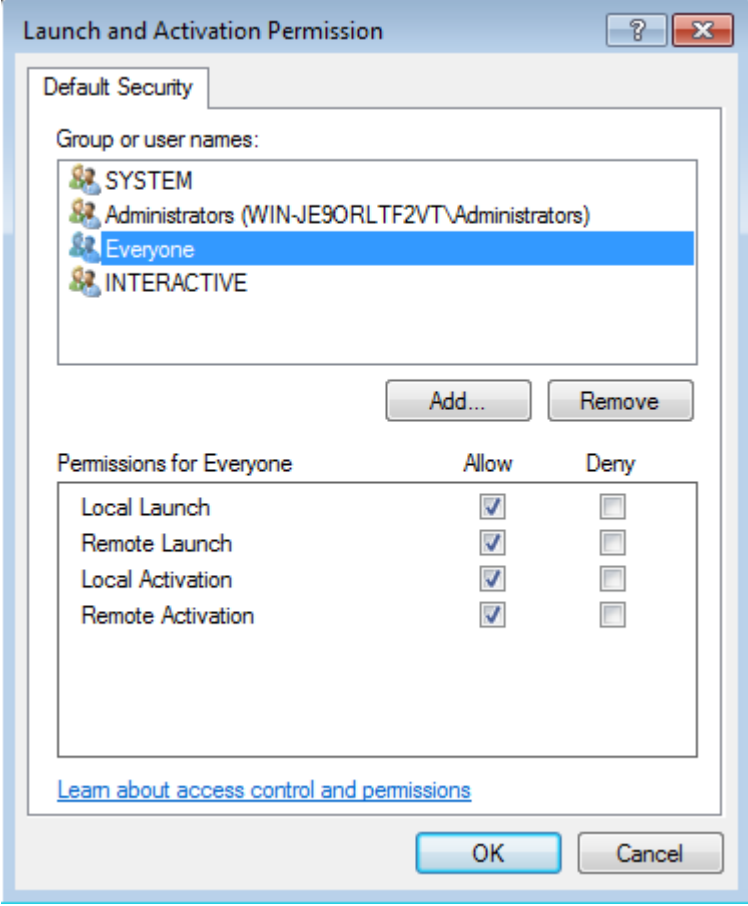 Launch and Activation Permission
Default Security
Group or user names:
SYSTEM
Administrators (WIN-JE9ORLTF2VT\Administrators)
Everyone
INTERACTIVE
Add... Remove
Permissions for Everyone Allow Deny
Local Launch
Remote Launch
Local Activation
Remote Activation
Learn about access control and permissions
OK Cancel